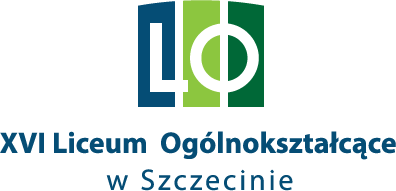 LO
XVI Liceum Ogólnokształcące
w Szczecinie